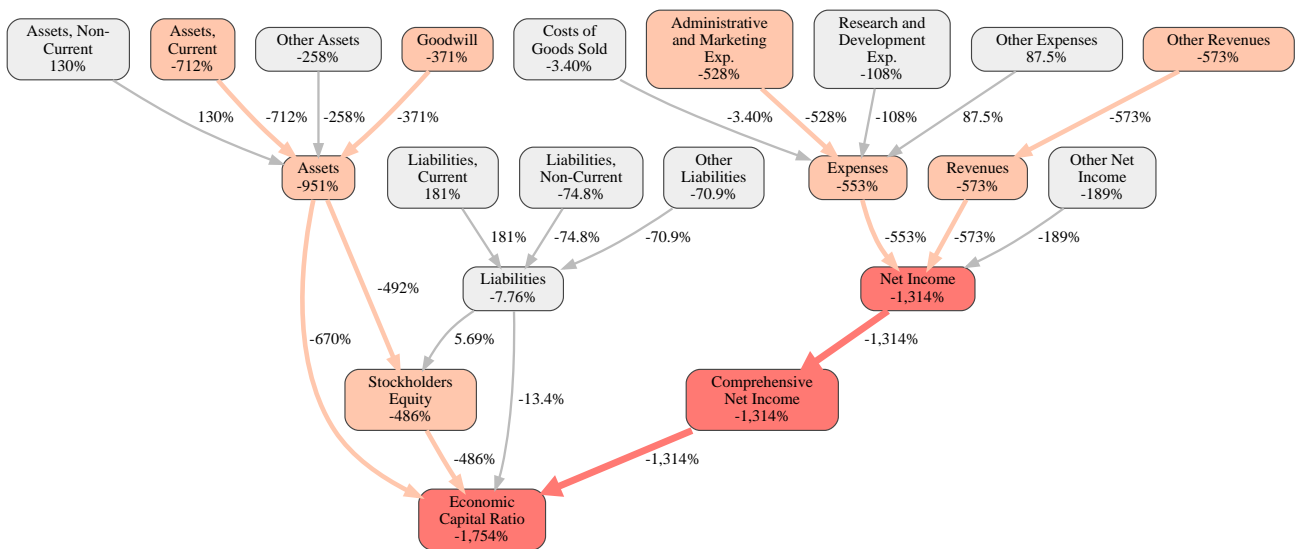 Assets, Non-
Current
130%
Assets,
Current
-712%
Other Assets
-258%
Goodwill
-371%
Costs of
Goods Sold
-3.40%
Administrative
and Marketing
Exp.
-528%
Research and
Development
Exp.
-108%
Other Expenses
87.5%
Other Revenues
-573%
130%
-712%
-258%
-371%
-3.40%
-528%
-108%
87.5%
-573%
Assets
-951%
Liabilities,
Current
181%
Liabilities,
Non-Current
-74.8%
Other
Liabilities
-70.9%
Expenses
-553%
Revenues
-573%
Other Net
Income
-189%
181%
-74.8%
-70.9%
-553%
-573%
-189%
-492%
Liabilities
-7.76%
Net Income
-1,314%
-670%
5.69%
-1,314%
Stockholders
Equity
-486%
-13.4%
Comprehensive
Net Income
-1,314%
-486%
-1,314%
Economic
Capital Ratio
-1,754%